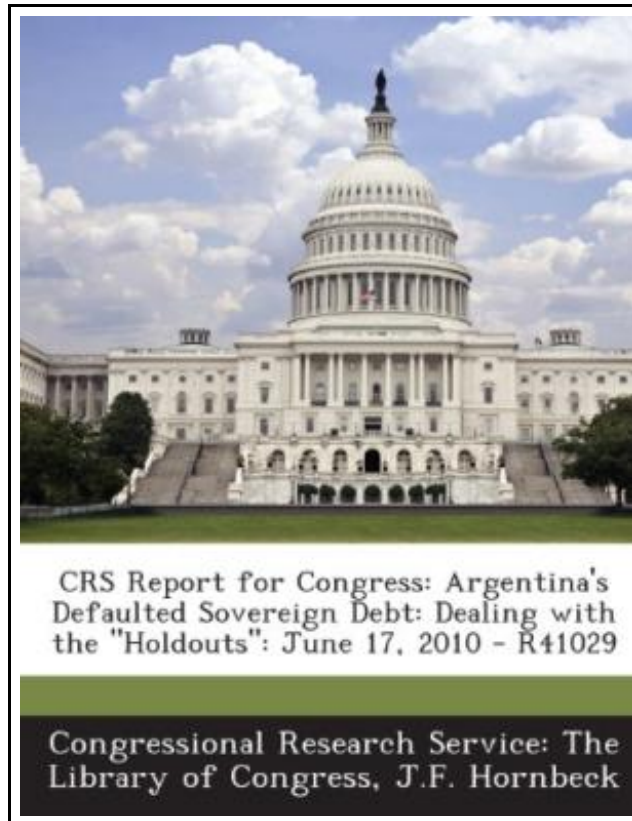 CRS Report for Congress: Argentina's
Defaulted Sovereign Debt: Dealing with
the "Holdouts": June 17, 2010 - R41029
Congressional Research Service: The
Library of Congress, J.F. Hornbeck